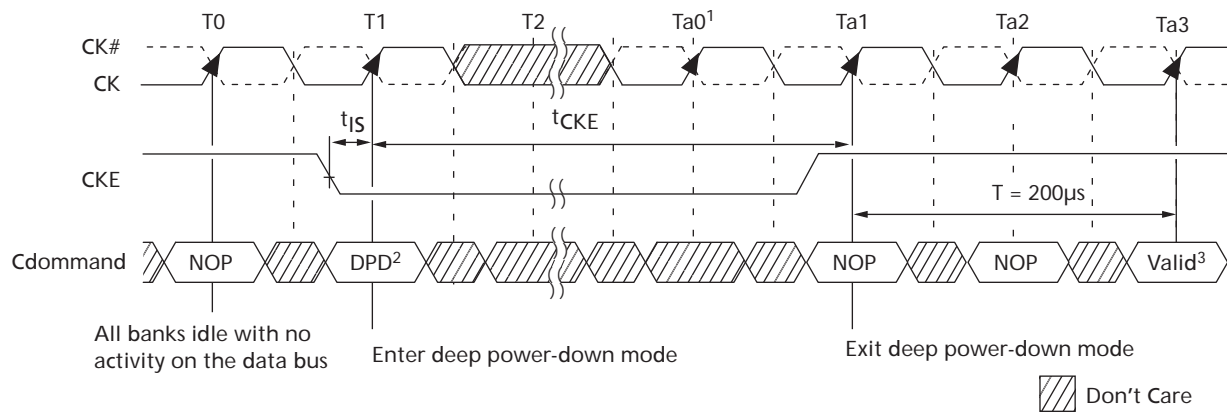 T0 T1 T2 Ta0¹ Ta1 Ta2 Ta3
CK#
CK
tIS
tCKE
CKE
T = 200μs
Cdommand
NOP DPD² NOP NOP Valid³
All banks idle with no
activity on the data bus
Enter deep power-down mode
Exit deep power-down mode
Don't Care